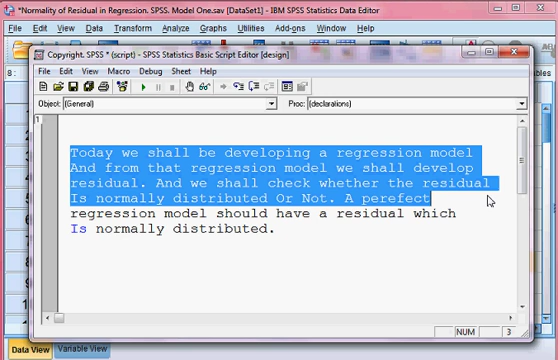 *Normality of Residual in Regression. SPSS. Model One.sav [DataSet1] - IBM SPSS Statistics Data Editor
File Edit View Data Transform Analyze Graphs Utilities Add-ons Window Help
Copyright. SPSS * (script) - SPSS Statistics Basic Script Editor [design]
File Edit View Macro Debug Sheet Help
Object: (General) Proc: (declarations)
8 :
1
Today we shall be developing a regression model
And from that regression model we shall develop
residual. And we shall check whether the residual
Is normally distributed Or Not. A perefect
regression model should have a residual which
Is normally distributed.
NUM 3
Data View Variable View